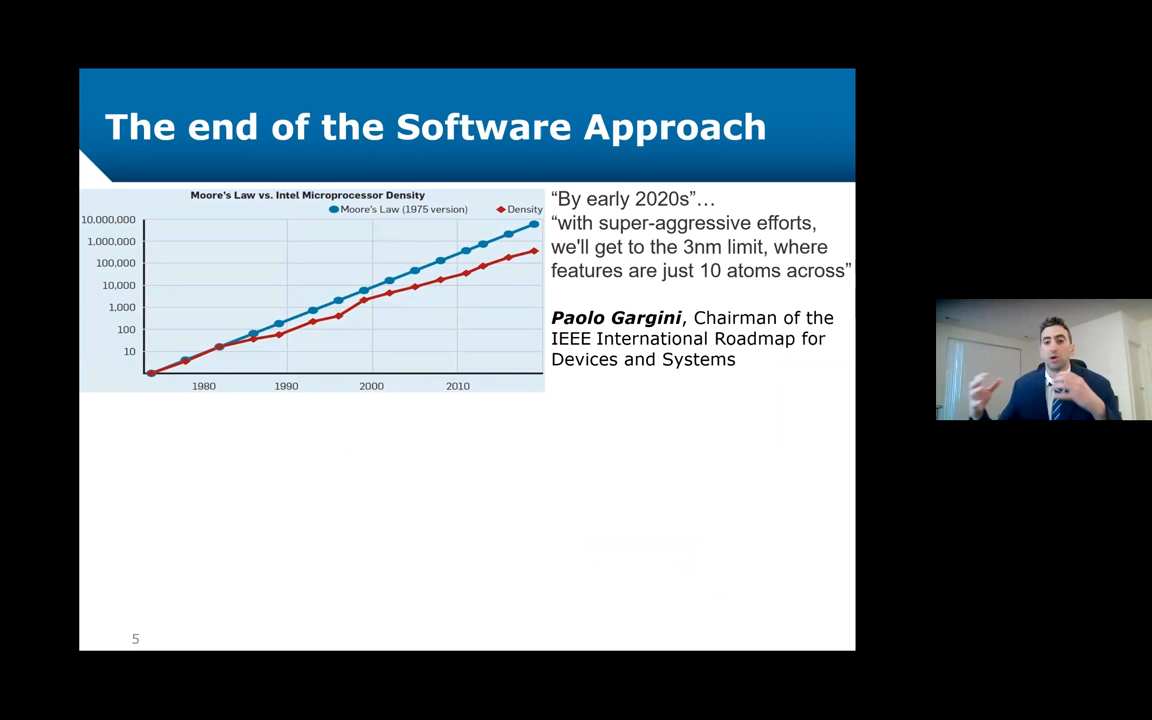 The end of the Software Approach
Moore's Law vs. Intel Microprocessor Density
Moore's Law (1975 version) Density
10,000,000
1,000,000
100,000
10,000
1,000
100
10
1980 1990 2000 2010
“By early 2020s”…
“with super-aggressive efforts,
we'll get to the 3nm limit, where
features are just 10 atoms across”
Paolo Gargini, Chairman of the
IEEE International Roadmap for
Devices and Systems
5